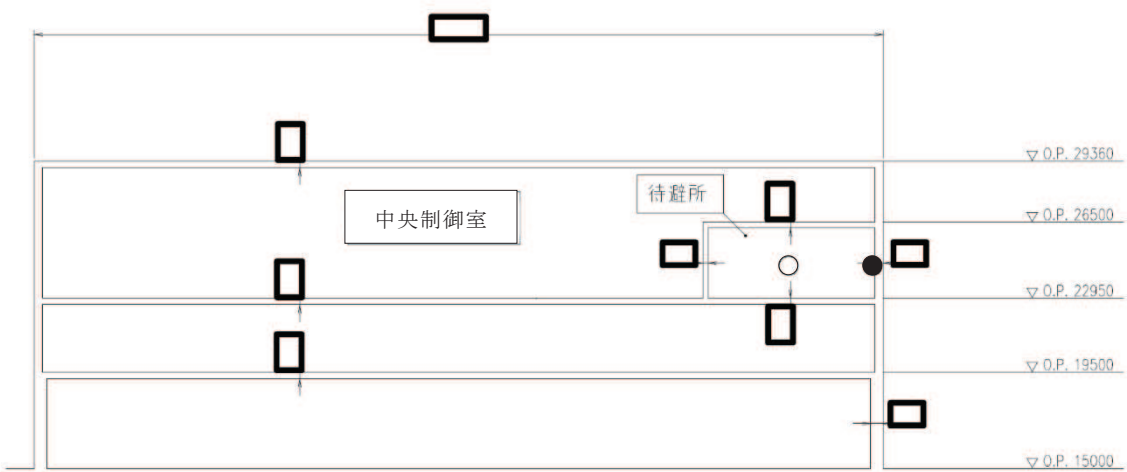 ▽ O.P. 29360
待避所
中央制御室
▽ O.P. 26500
▽ O.P. 22950
▽ O.P. 19500
▽ O.P. 15000